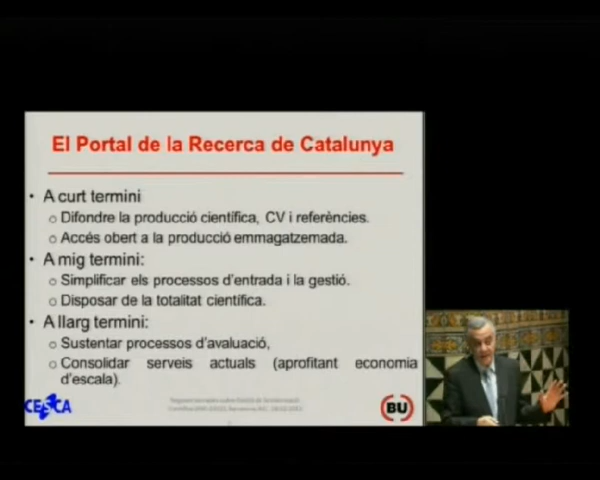 El Portal de la Recerca de Catalunya
• A curt termini
o Difondre la producció científica, CV i referències.
o Accés obert a la producció emmagatzemada.
• A mig termini:
o Simplificar els processos d'entrada i la gestió.
o Disposar de la totalitat científica.
• A llarg termini:
o Sustentar processos d'avaluació,
o Consolidar serveis actuals (aprofitant economia
d'escala).
CESCA
BU